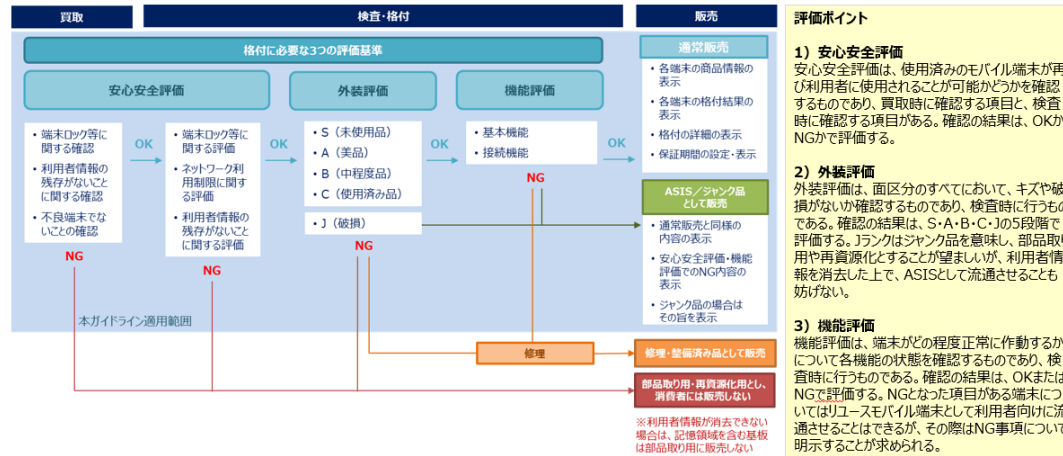 買取
検査・格付
販売
格付に必要な3つの評価基準
安心安全評価
外装評価
機能評価
・端末ロック等に
関する確認
・利用者情報の
残存がないこと
に関する確認
・不良端末でな
いことの確認
NG
OK
・端末ロック等に
関する評価
・ネットワーク利
用制限に関す
る評価
・利用者情報の
残存がないこと
に関する評価
NG
OK
・S(未使用品)
・A(美品)
・B(中程度品)
・C(使用済み品)
・J(破損)
NG
OK
・基本機能
・接続機能
NG
OK
通常販売
・各端末の商品情報の
表示
・各端末の格付結果の
表示
・格付の詳細の表示
・保証期間の設定・表示
ASIS/ジャンク品
として販売
・通常販売と同様の
内容の表示
・安心安全評価・機能
評価でのNG内容の
表示
・ジャンク品の場合は
その旨を表示
本ガイドライン適用範囲
修理
修理・整備済み品として販売
部品取り用・再資源化用とし、
消費者には販売しない
※利用者情報が消去できない
場合は、記憶領域を含む基板
は部品取り用に販売しない
評価ポイント
1)安心安全評価
安心安全評価は、使用済みのモバイル端末が再
び利用者に使用されることが可能かどうかを確認
するものであり、買取時に確認する項目と、検査
時に確認する項目がある。確認の結果は、OKか
NGかで評価する。
2)外装評価
外装評価は、面区分のすべてにおいて、キズや破
損がないか確認するものであり、検査時に行うもの
である。確認の結果は、S・A・B・C・Jの5段階で
評価する。Jランクはジャンク品を意味し、部品取り
用や再資源化とすることが望ましいが、利用者情
報を消去した上で、ASISとして流通させることも
妨げない。
3)機能評価
機能評価は、端末がどの程度正常に作動するか
について各機能の状態を確認するものであり、検
査時に行うものである。確認の結果は、OKまたは
NGで評価する。NGとなった項目がある端末につ
いてはリユースモバイル端末として利用者向けに流
通させることはできるが、その際はNG事項について
明示することが求められる。